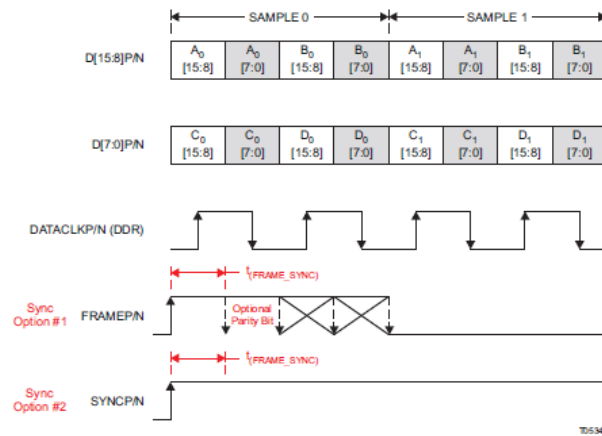 SAMPLE 0 SAMPLE 1
D[15:8]P/N A0 [15:8] A0 [7:0] B0 [15:8] B0 [7:0] A1 [15:8] A1 [7:0] B1 [15:8] B1 [7:0]
D[7:0]P/N C0 [15:8] C0 [7:0] D0 [15:8] D0 [7:0] C1 [15:8] C1 [7:0] D1 [15:8] D1 [7:0]
DATACLKP/N (DDR)
t(FRAME_SYNC)
Sync Option #1 FRAMEP/N Optional Parity Bit
t(FRAME_SYNC)
Sync Option #2 SYNCP/N
T0534